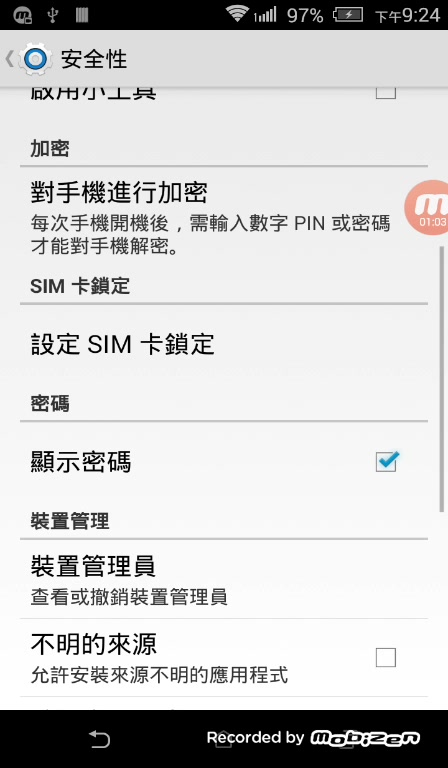 97% 下午9:24
安全性
啟用小工具
加密
對手機進行加密
每次手機開機後，需輸入數字 PIN 或密碼
才能對手機解密。
01:03
SIM 卡鎖定
設定 SIM 卡鎖定
密碼
顯示密碼
裝置管理
裝置管理員
查看或撤銷裝置管理員
不明的來源
允許安裝來源不明的應用程式
Recorded by mobizen